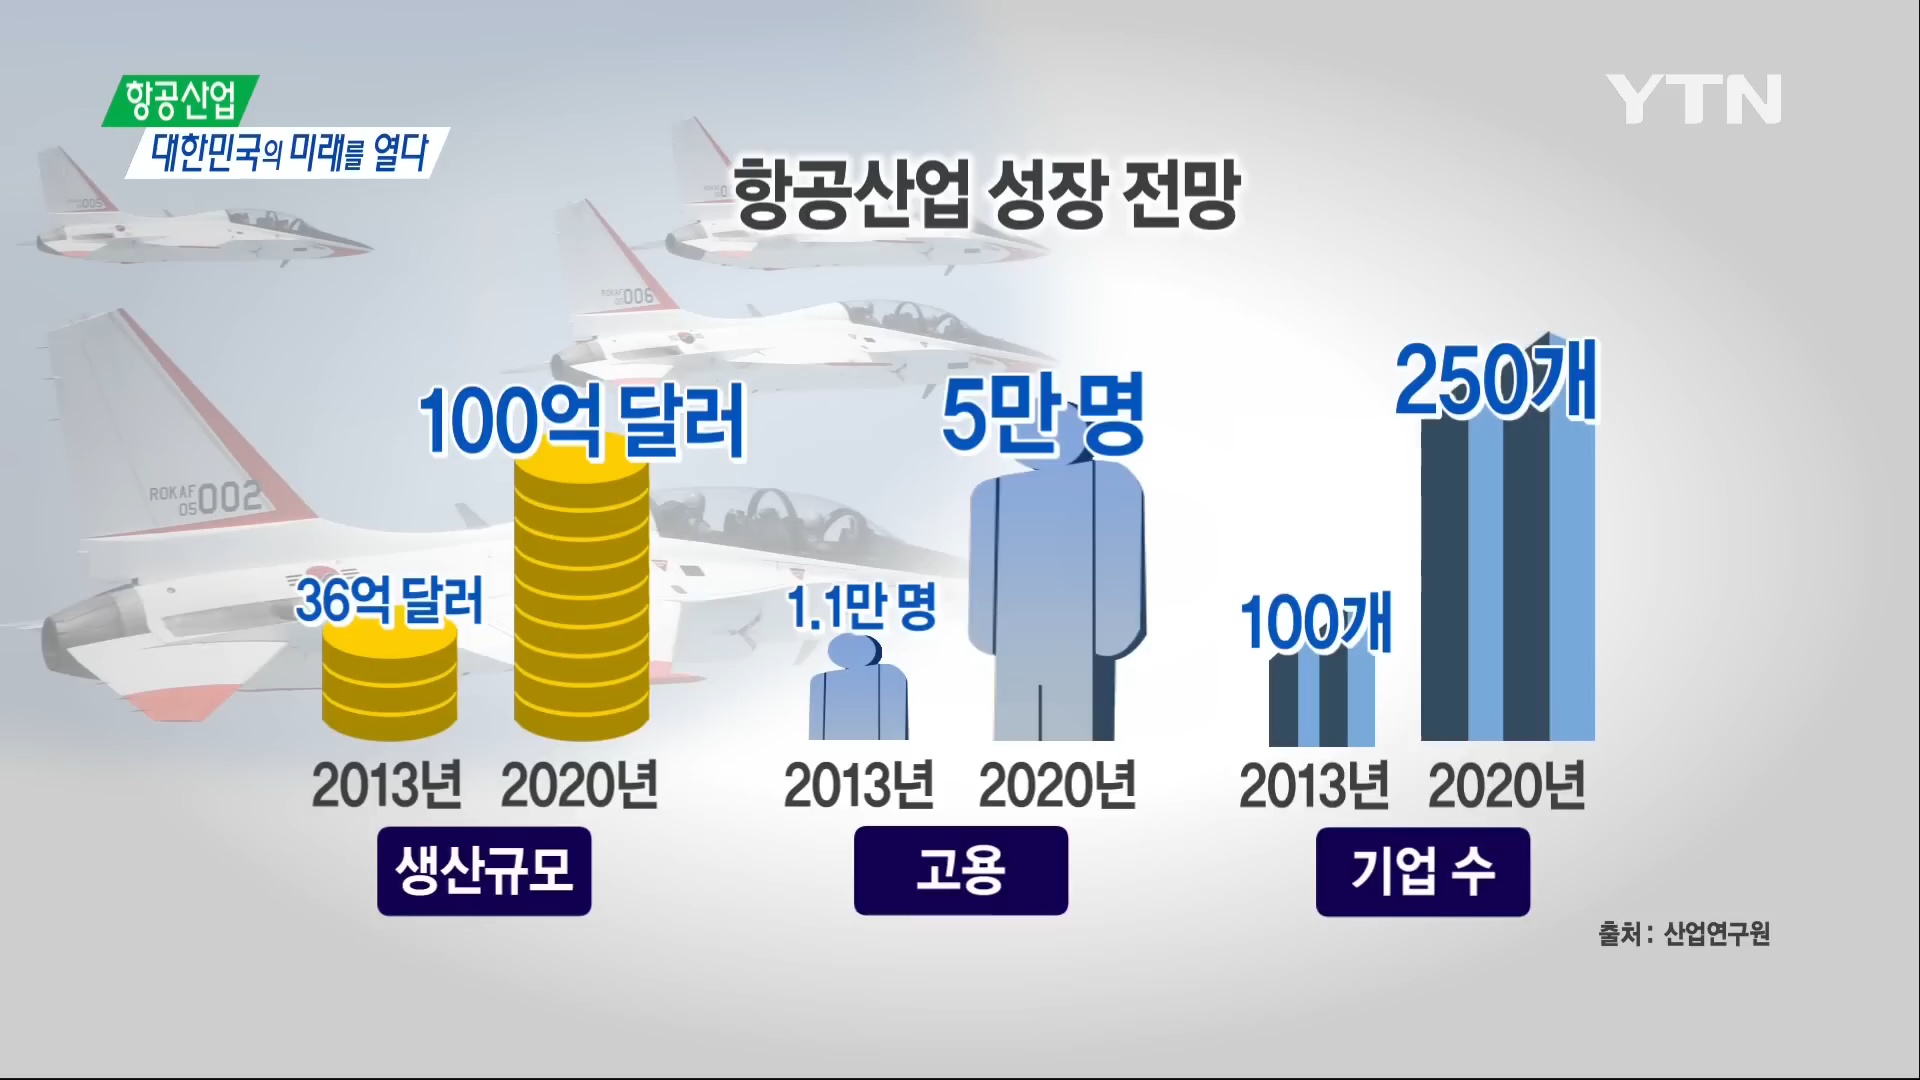 항공산업
대한민국의 미래를 열다
YTN
항공산업 성장 전망
100억 달러
5만 명
250개
36억 달러
1.1만 명
100개
2013년 2020년 2013년 2020년 2013년 2020년
생산규모
고용
기업 수
출처 : 산업연구원
005
ROKAF
006
ROKAF
05 002